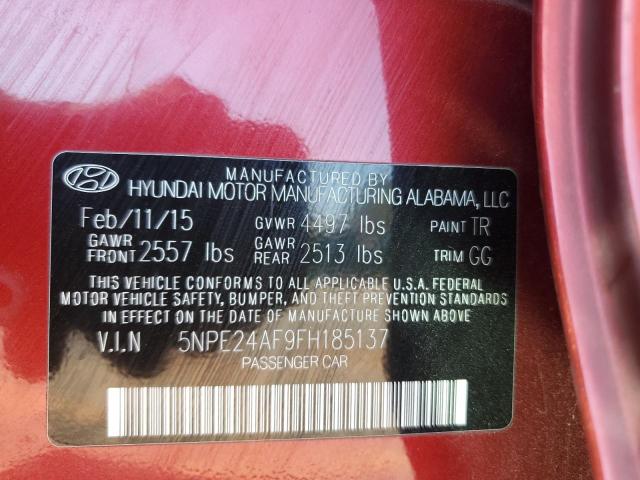 MANUFACTURED BY
HYUNDAI MOTOR MANUFACTURING ALABAMA, LLC
Feb/11/15 GVWR 4497 lbs PAINT TR
GAWR FRONT 2557 lbs GAWR REAR 2513 lbs TRIM GG
THIS VEHICLE CONFORMS TO ALL APPLICABLE U.S.A. FEDERAL
MOTOR VEHICLE SAFETY, BUMPER, AND THEFT PREVENTION STANDARDS
IN EFFECT ON THE DATE OF MANUFACTURE SHOWN ABOVE.
V.I.N 5NPE24AF9FH185137
PASSENGER CAR